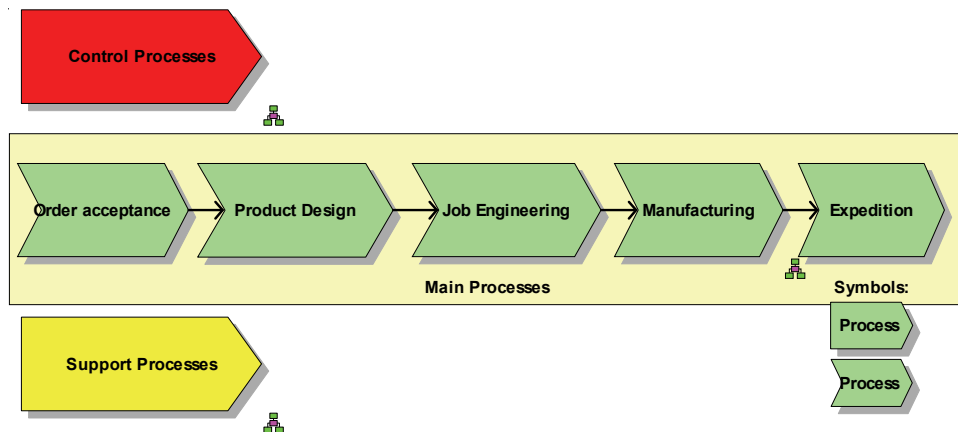 Control Processes
Order acceptance
Product Design
Job Engineering
Manufacturing
Expedition
Main Processes
Symbols:
Process
Process
Support Processes